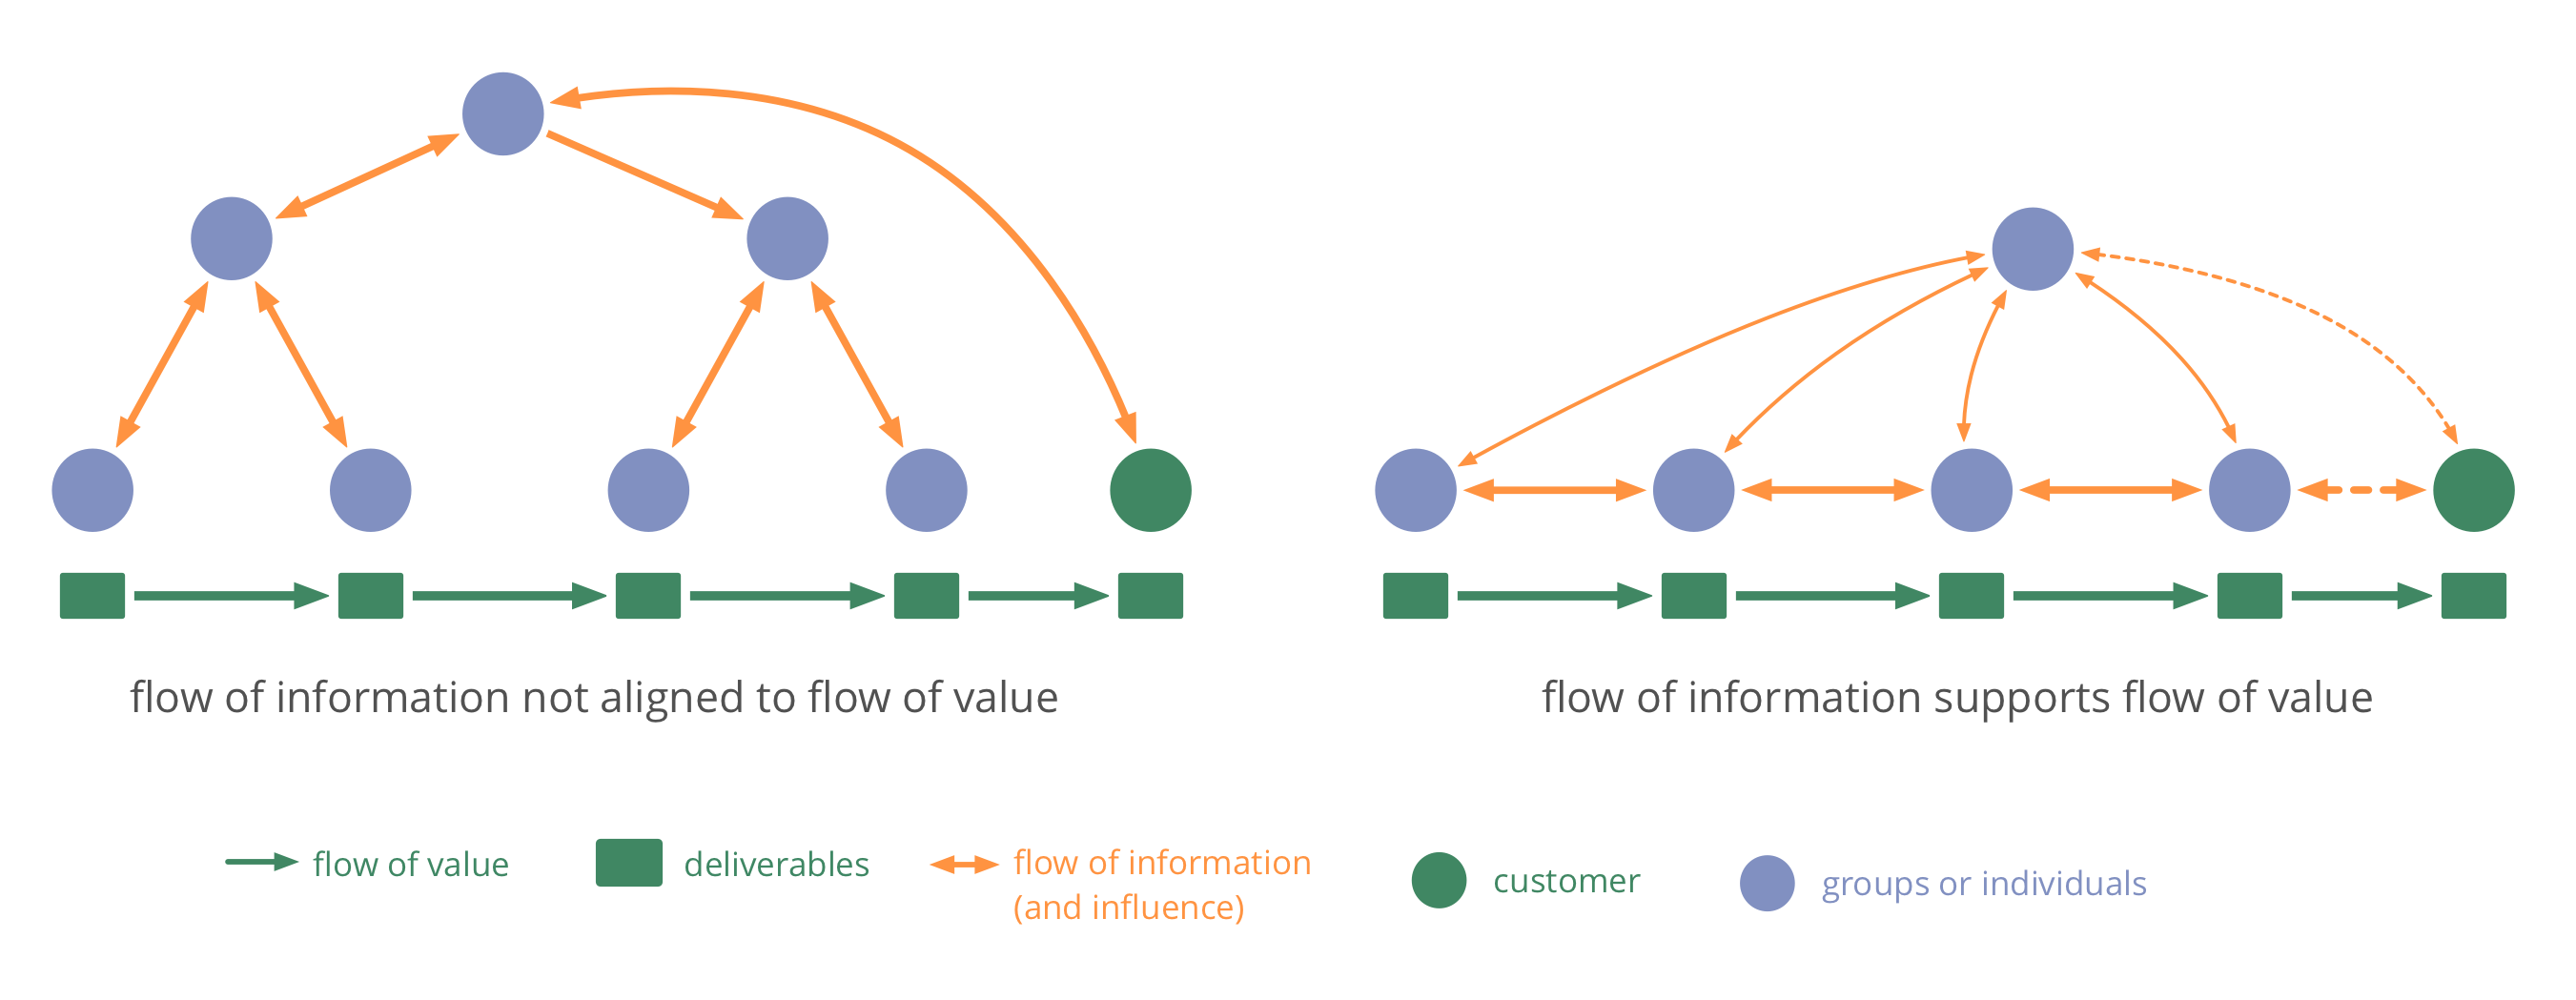 flow of information not aligned to flow of value
flow of information supports flow of value
flow of value
deliverables
flow of information
(and influence)
customer
groups or individuals